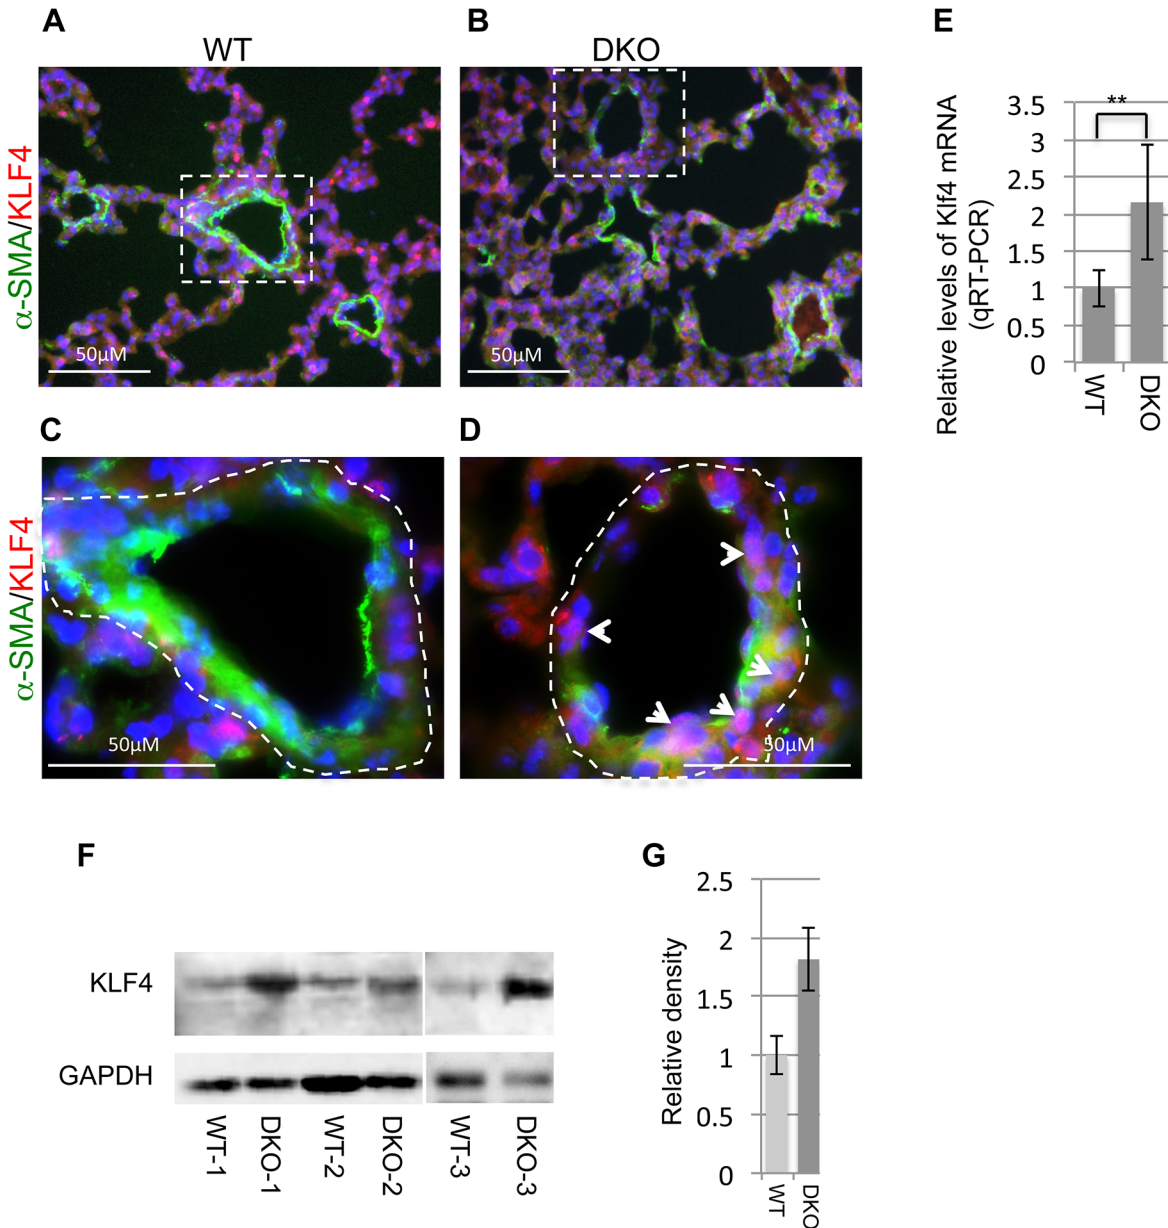 A
B
E
WT
DKO
α-SMA/KLF4
50µM
50µM
Relative levels of Klf4 mRNA
(qRT-PCR)
3.5
3
2.5
2
1.5
1
0.5
0
**
WT
DKO
C
D
α-SMA/KLF4
50µM
50µM
F
G
KLF4
GAPDH
WT-1
DKO-1
WT-2
DKO-2
WT-3
DKO-3
Relative density
2.5
2
1.5
1
0.5
0
WT
DKO